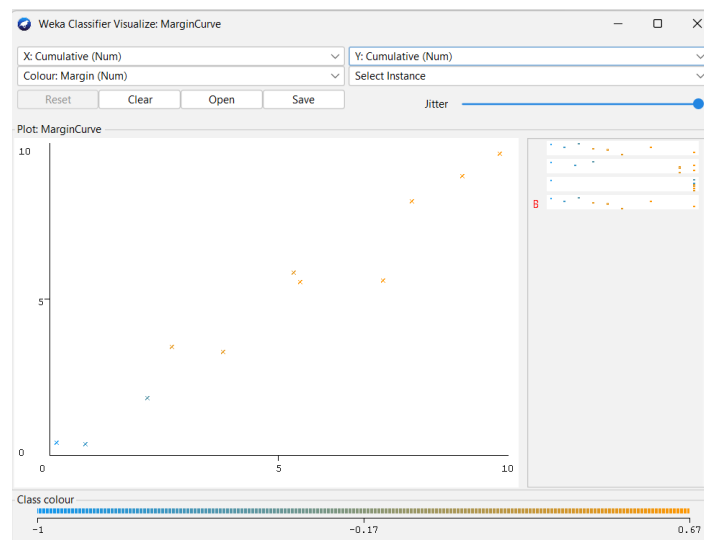 Weka Classifier Visualize: MarginCurve
X: Cumulative (Num) Y: Cumulative (Num)
Colour: Margin (Num) Select Instance
Reset Clear Open Save Jitter
Plot: MarginCurve
10
5
0
0 5 10
Class colour
-1 -0.17 0.67